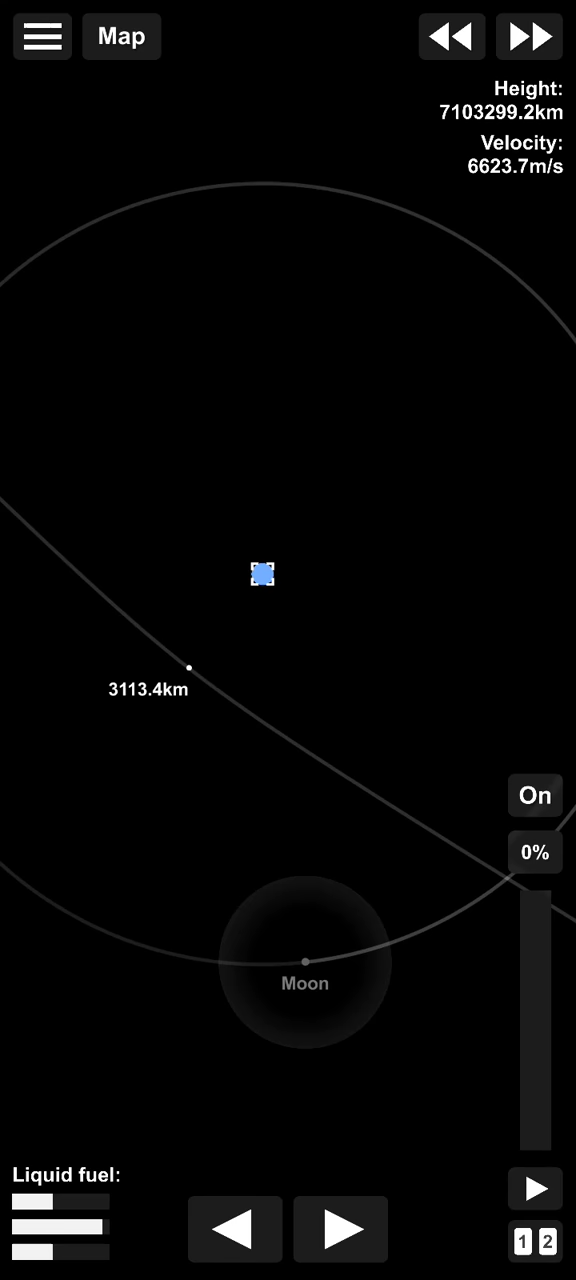 Map
Height:
7103299.2km
Velocity:
6623.7m/s
3113.4km
On
0%
Moon
Liquid fuel:
1 2